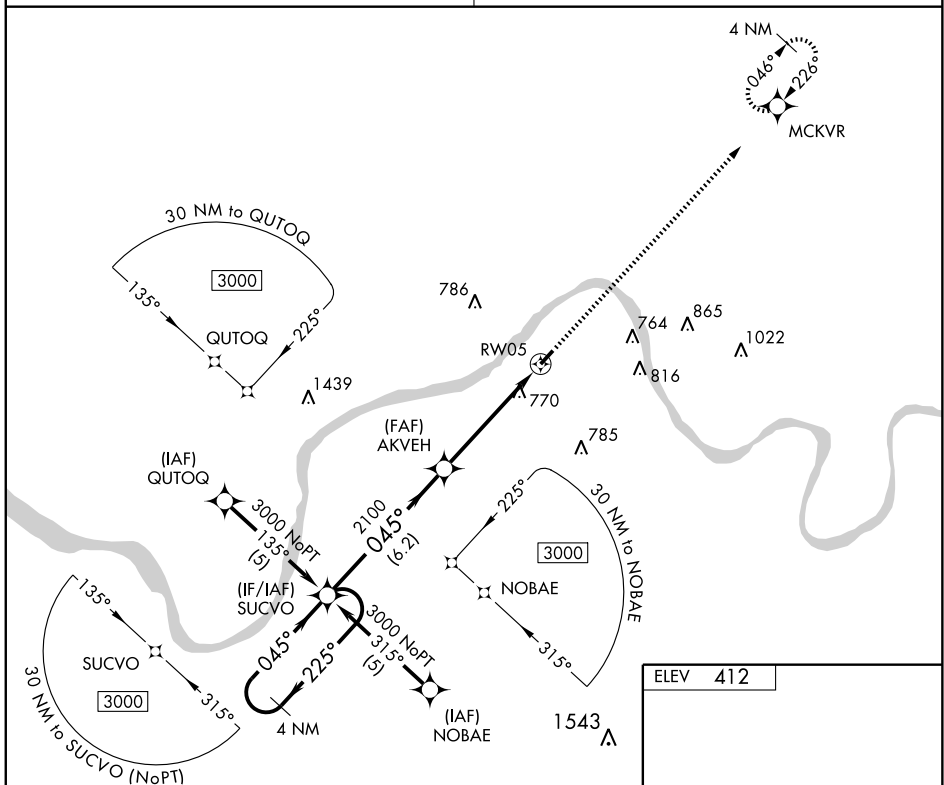 4 NM
046°
226°
MCKVR
30 NM to QUTOQ
3000
135°
225°
QUTOQ
786
764
865
1022
RW05
816
1439
770
(FAF)
AKVEH
785
(IAF)
QUTOQ
3000 NoPT
135°
(5)
2100
045°
(6.2)
225°
30 NM to NOBAE
3000
NOBAE
315°
(IF/IAF)
SUCVO
3000 NoPT
315°
(5)
045°
225°
4 NM
(IAF)
NOBAE
135°
SUCVO
3000
315°
30 NM to SUCVO (NoPT)
1543
ELEV 412